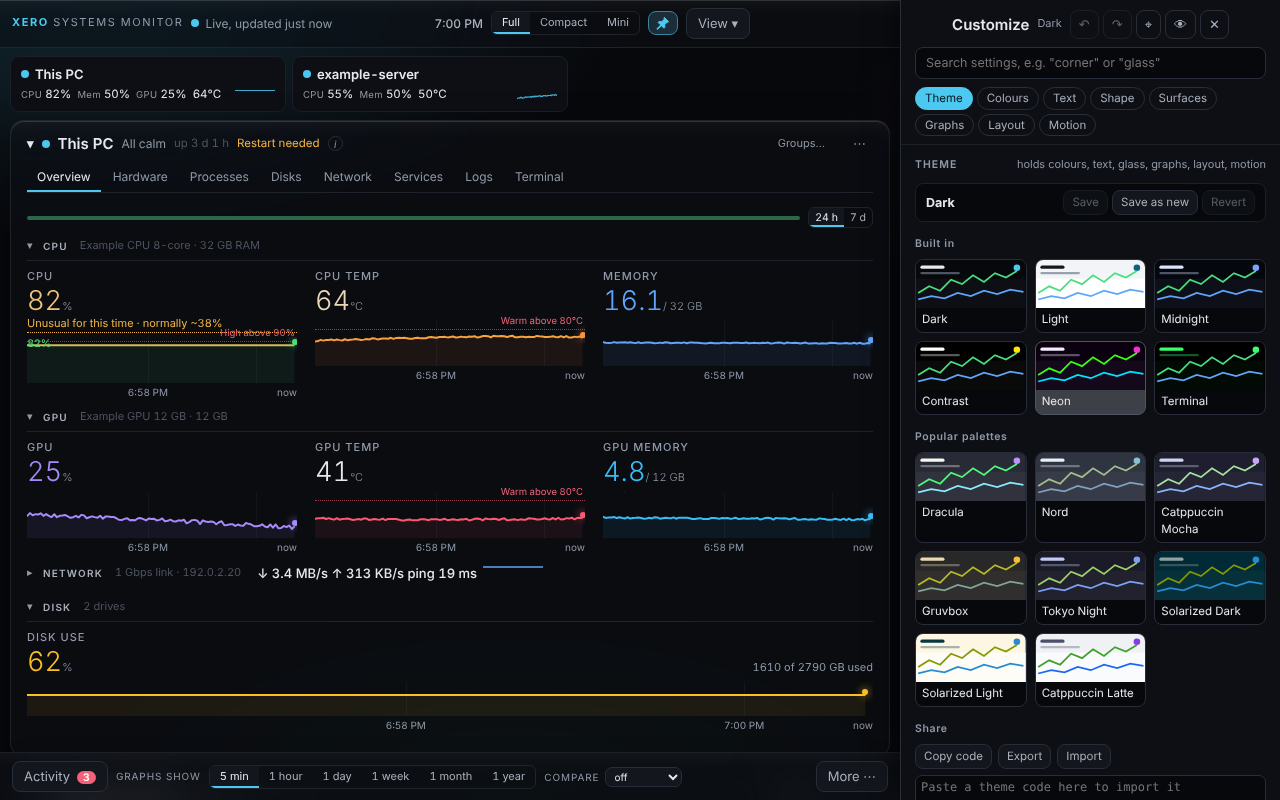 XERO SYSTEMS MONITOR Live, updated just now 7:00 PM Full Compact Mini View ▾
This PC
CPU 82% Mem 50% GPU 25% 64°C
example-server
CPU 55% Mem 50% 50°C
▾ This PC All calm up 3 d 1 h Restart needed i Groups... ···
Overview Hardware Processes Disks Network Services Logs Terminal
24 h 7 d
▾ CPU Example CPU 8-core · 32 GB RAM
CPU
82%
Unusual for this time · normally ~38%
High above 90%
82%
6:58 PM now
CPU TEMP
64°C
Warm above 80°C
6:58 PM now
MEMORY
16.1/ 32 GB
6:58 PM now
▾ GPU Example GPU 12 GB · 12 GB
GPU
25%
6:58 PM now
GPU TEMP
41°C
Warm above 80°C
6:58 PM now
GPU MEMORY
4.8/ 12 GB
6:58 PM now
▸ NETWORK 1 Gbps link · 192.0.2.20 ↓ 3.4 MB/s ↑ 313 KB/s ping 19 ms
▾ DISK 2 drives
DISK USE
62%
1610 of 2790 GB used
6:58 PM 7:00 PM now
Activity 3 GRAPHS SHOW 5 min 1 hour 1 day 1 week 1 month 1 year COMPARE off More ···
Customize Dark
Search settings, e.g. "corner" or "glass"
Theme Colours Text Shape Surfaces
Graphs Layout Motion
THEME holds colours, text, glass, graphs, layout, motion
Dark Save Save as new Revert
Built in
Dark Light Midnight
Contrast Neon Terminal
Popular palettes
Dracula Nord Catppuccin
Mocha
Gruvbox Tokyo Night Solarized Dark
Solarized Light Catppuccin Latte
Share
Copy code Export Import
Paste a theme code here to import it